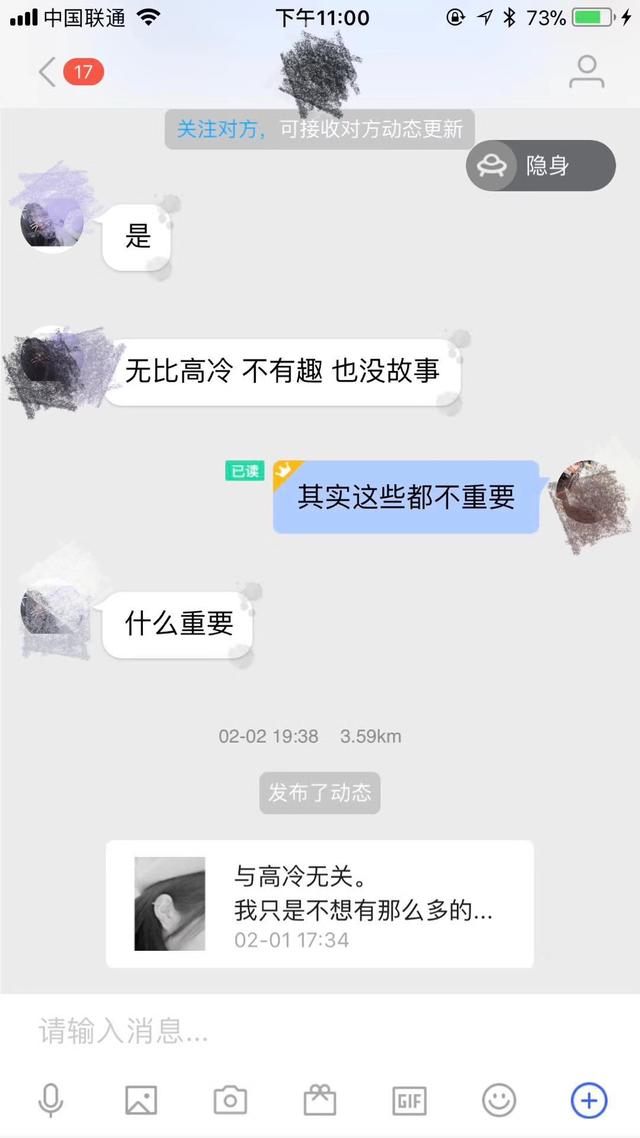 中国联通
下午11:00
73%
17
关注对方，可接收对方动态更新
隐身
是
无比高冷 不有趣 也没故事
已读
其实这些都不重要
什么重要
02-02 19:38 3.59km
发布了动态
与高冷无关。
我只是不想有那么多的...
02-01 17:34
请输入消息...
GIF